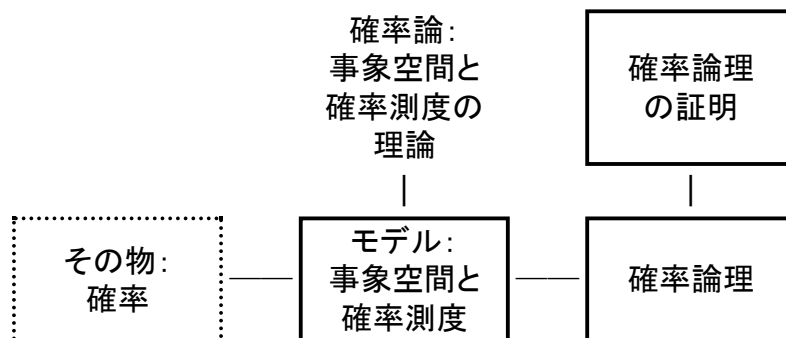 確率論:
事象空間と
確率測度の
理論
確率論理
の証明
その物:
確率
モデル:
事象空間と
確率測度
確率論理